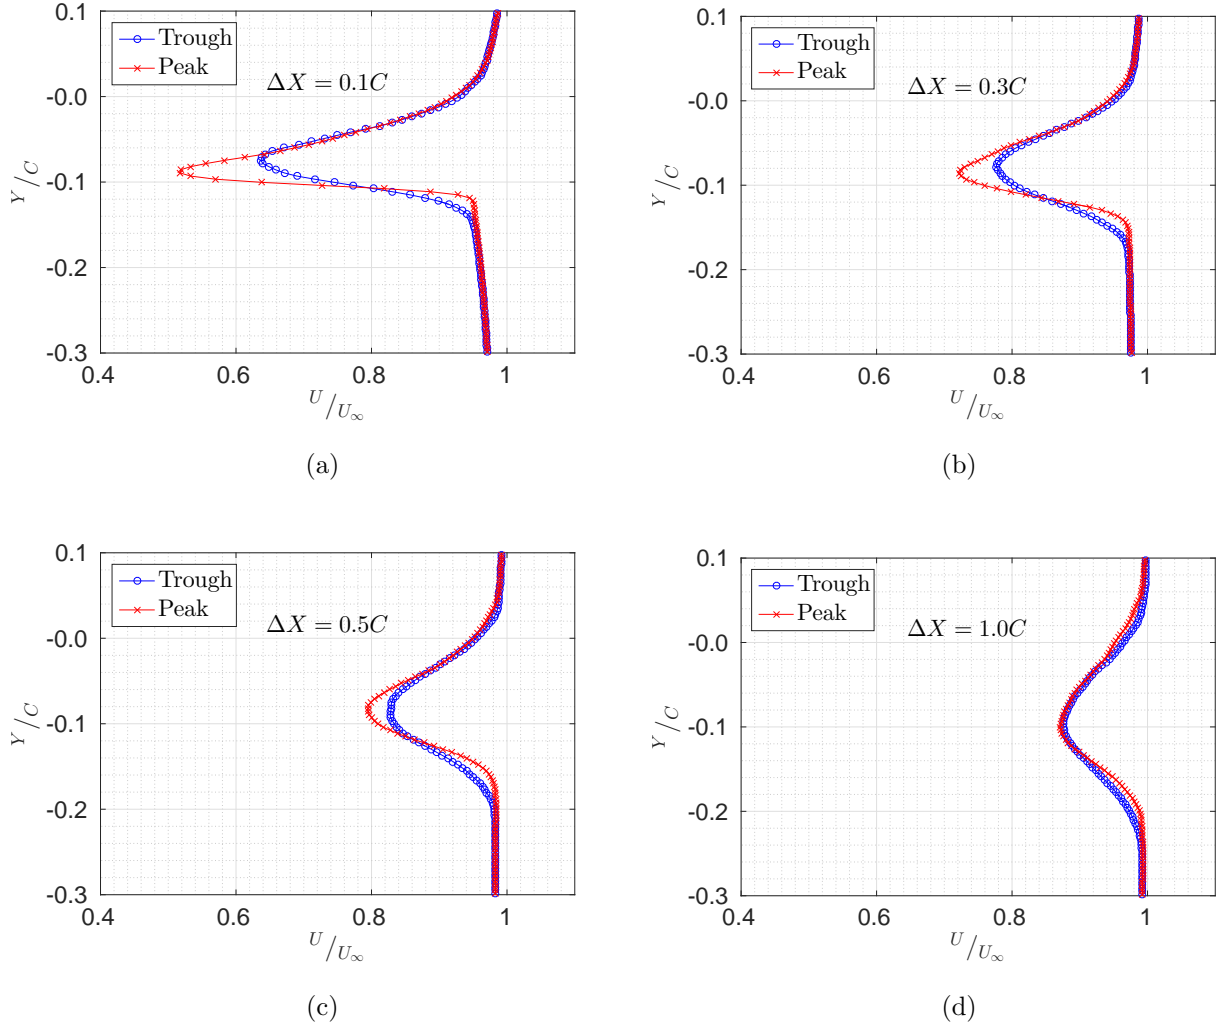 0.1
Trough
Peak
ΔX = 0.1C
-0.0
Y/C
-0.1
-0.2
-0.3
0.4 0.6 0.8 1
U/U∞
(a)
0.1
Trough
Peak
ΔX = 0.3C
-0.0
Y/C
-0.1
-0.2
-0.3
0.4 0.6 0.8 1
U/U∞
(b)
0.1
Trough
Peak
ΔX = 0.5C
-0.0
Y/C
-0.1
-0.2
-0.3
0.4 0.6 0.8 1
U/U∞
(c)
0.1
Trough
Peak
ΔX = 1.0C
-0.0
Y/C
-0.1
-0.2
-0.3
0.4 0.6 0.8 1
U/U∞
(d)